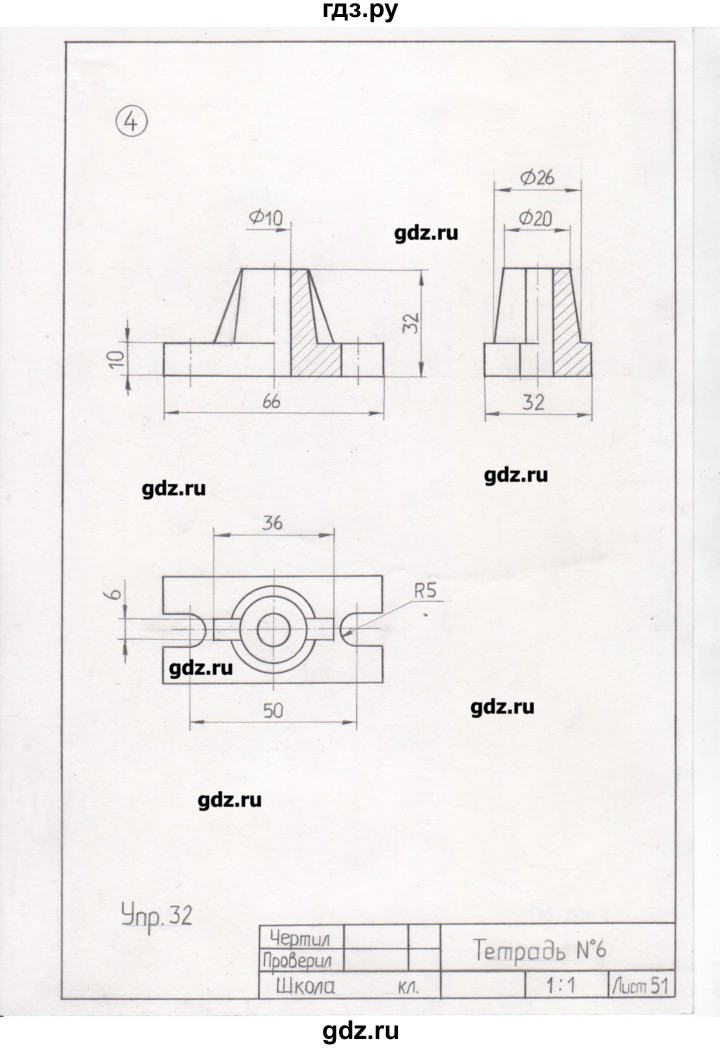 гдз.ру
4
Ø26
Ø10
Ø20
gdz.ru
32
10
66
32
gdz.ru
gdz.ru
36
6
R5
gdz.ru
50
gdz.ru
gdz.ru
Упр. 32
Чертил
Проверил
Тетрадь №6
Школа кл.
1:1
Лист 51
gdz.ru